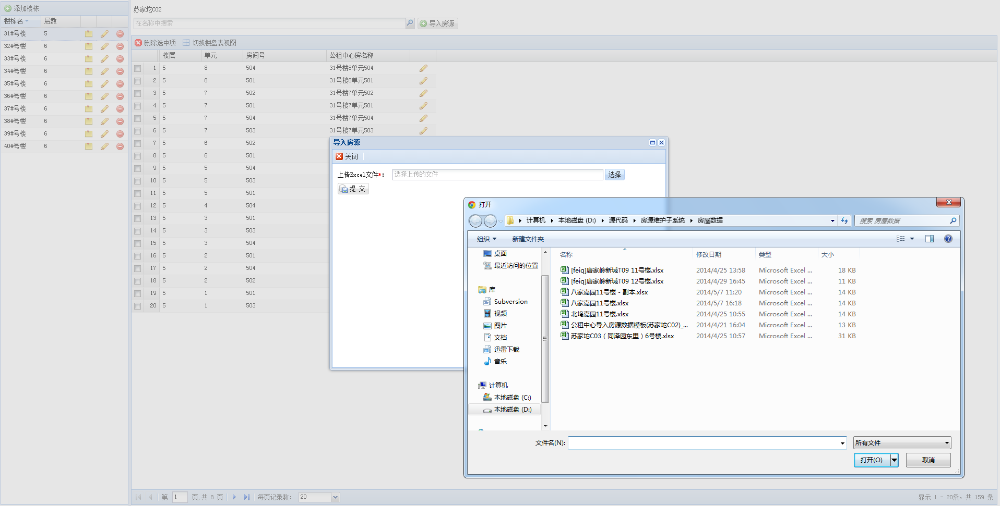 添加楼栋
楼栋名 层数
31#号楼 5
32#号楼 6
33#号楼 6
34#号楼 6
35#号楼 6
36#号楼 6
37#号楼 6
38#号楼 6
39#号楼 6
40#号楼 6
苏家坨C02
在名称中搜索 导入房源
删除选中项 切换楼盘表视图
楼层 单元 房间号 公租中心房名称
1 5 8 504 31号楼8单元504
2 5 8 501 31号楼8单元501
3 5 7 502 31号楼7单元502
4 5 7 501 31号楼7单元501
5 5 7 504 31号楼7单元504
6 5 7 503 31号楼7单元503
7 5 6 502
8 5 6 501
9 5 5 504
10 5 5 503
11 5 5 501
12 5 4 504
13 5 3 501
14 5 3 503
15 5 3 504
16 5 2 501
17 5 2 504
18 5 2 502
19 5 1 501
20 5 1 503
导入房源
关闭
上传Excel文件*: 选择上传的文件 选择
提 交
打开
计算机 本地磁盘 (D:) 源代码 房源维护子系统 房屋数据 搜索 房屋数据
组织 新建文件夹
桌面
最近访问的位置
库
Subversion
视频
图片
文档
迅雷下载
音乐
计算机
本地磁盘 (C:)
本地磁盘 (D:)
名称 修改日期 类型 大小
[feiq]唐家岭新城T09 11号楼.xlsx 2014/4/25 13:58 Microsoft Excel ... 18 KB
[feiq]唐家岭新城T09 12号楼.xlsx 2014/4/29 16:45 Microsoft Excel ... 11 KB
八家嘉园11号楼 - 副本.xlsx 2014/5/7 11:20 Microsoft Excel ... 14 KB
八家嘉园11号楼.xlsx 2014/5/7 16:18 Microsoft Excel ... 14 KB
北坞嘉园11号楼.xlsx 2014/4/25 10:55 Microsoft Excel ... 14 KB
公租中心导入房源数据模板(苏家坨C02)_... 2014/4/21 16:04 Microsoft Excel ... 13 KB
苏家坨C03（同泽园东里）6号楼.xlsx 2014/4/25 10:57 Microsoft Excel ... 31 KB
文件名(N): 所有文件
打开(O) 取消
第 1 页,共 8 页 每页记录数: 20 显示 1 - 20条，共 159 条